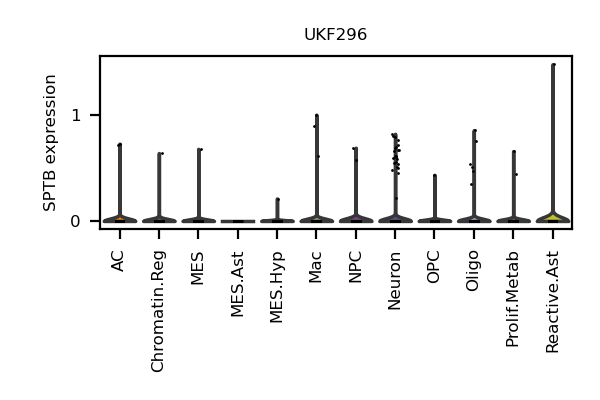 UKF296
SPTB expression
1
0
AC
Chromatin.Reg
MES
MES.Ast
MES.Hyp
Mac
NPC
Neuron
OPC
Oligo
Prolif.Metab
Reactive.Ast